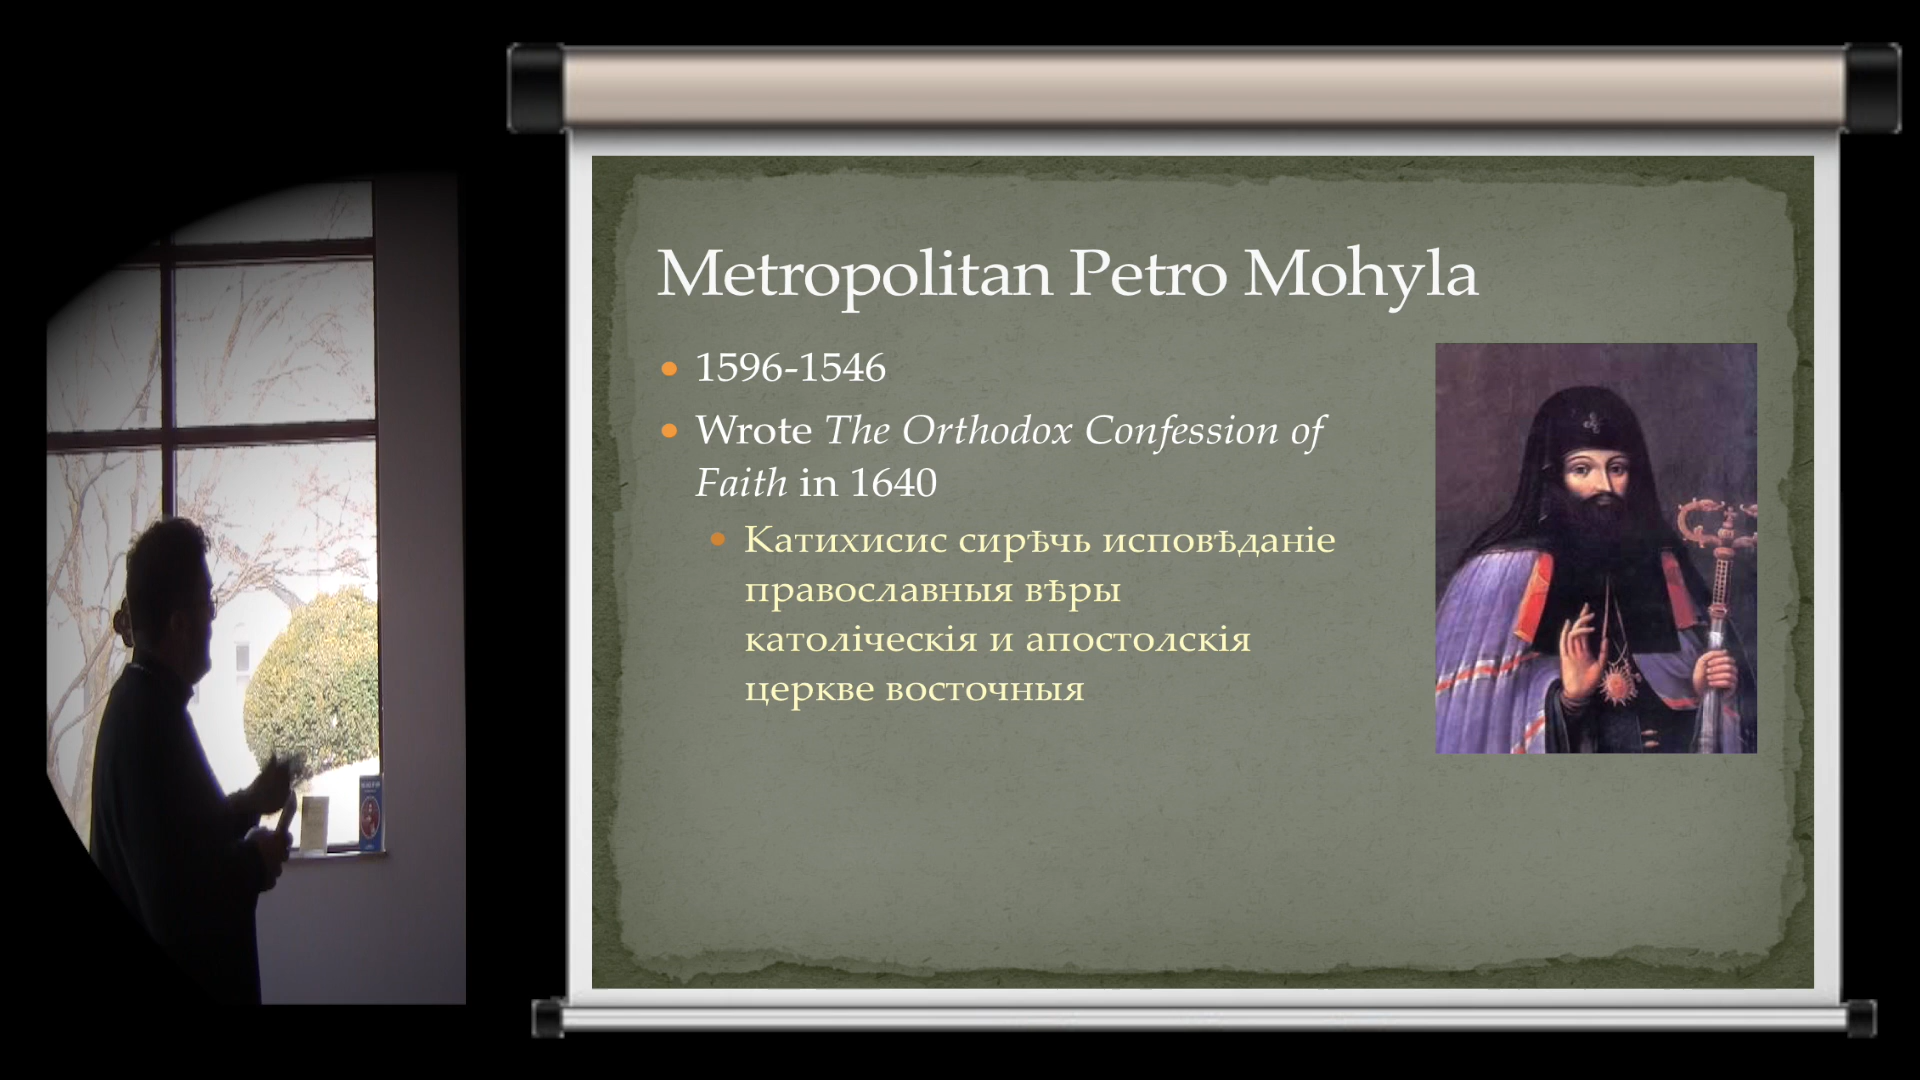 Metropolitan Petro Mohyla
• 1596-1546
• Wrote The Orthodox Confession of
Faith in 1640
• Катихисис сирѣчь исповѣданіе
православныя вѣры
католіческія и апостолскія
церкве восточныя